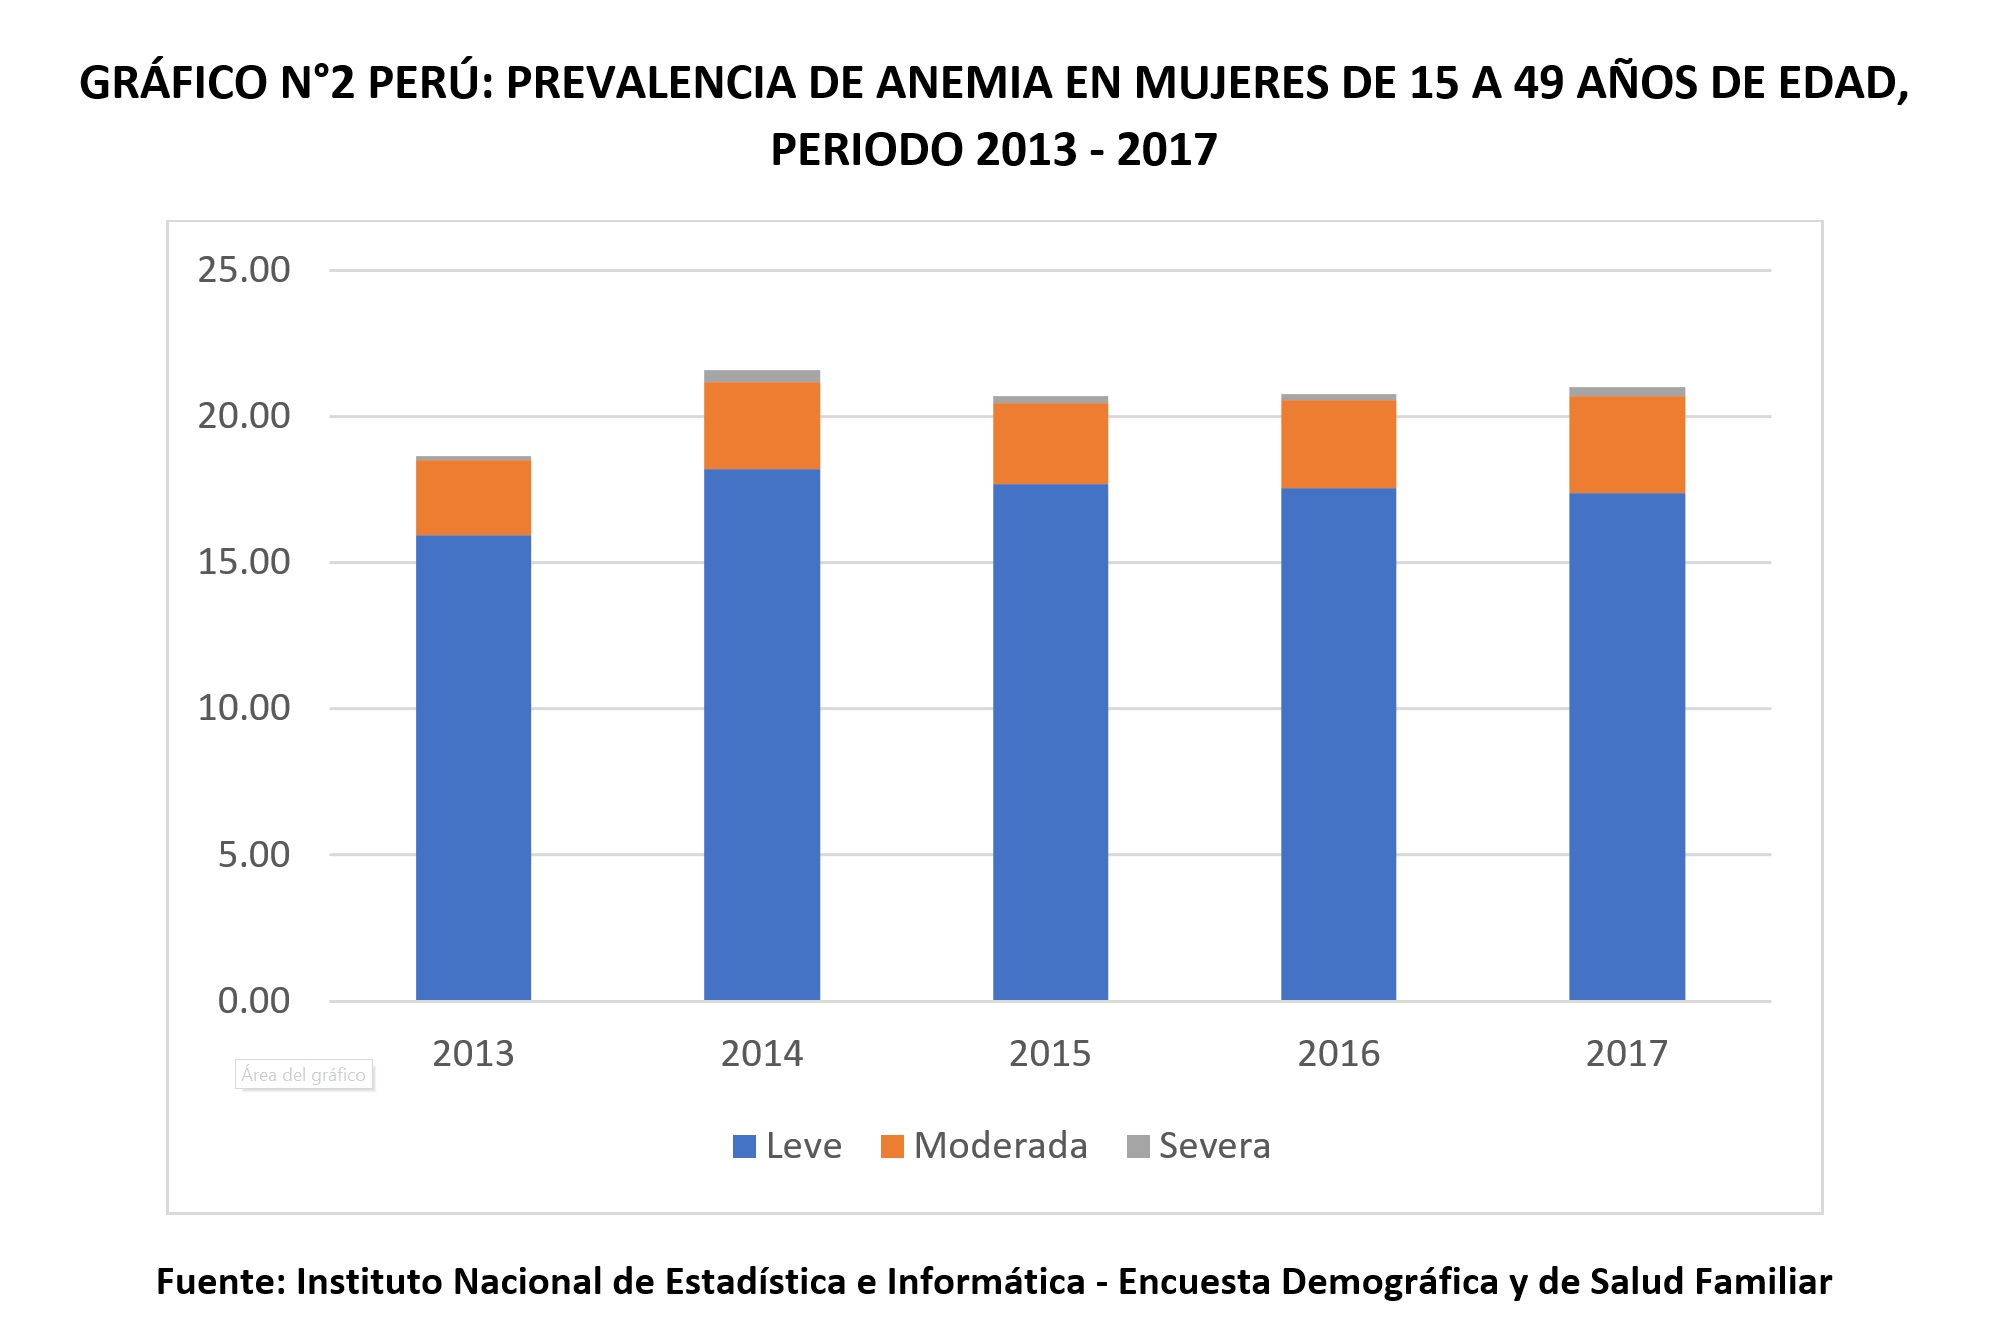 GRÁFICO N°2 PERÚ: PREVALENCIA DE ANEMIA EN MUJERES DE 15 A 49 AÑOS DE EDAD,
PERIODO 2013 - 2017
25.00
20.00
15.00
10.00
5.00
0.00
2013 2014 2015 2016 2017
Área del gráfico
Leve Moderada Severa
Fuente: Instituto Nacional de Estadística e Informática - Encuesta Demográfica y de Salud Familiar